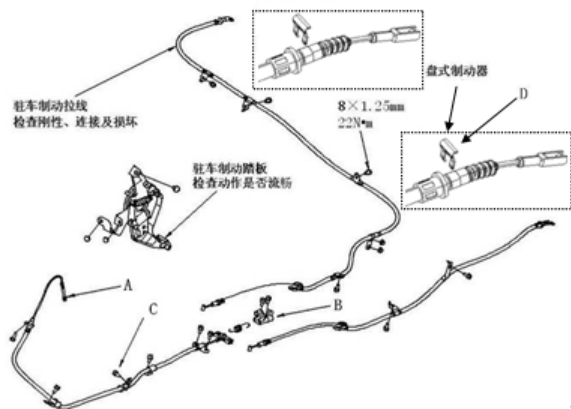 驻车制动拉线
检查刚性、连接及损坏
8×1.25mm
22N•m
盘式制动器
D
驻车制动踏板
检查动作是否流畅
A
B
C